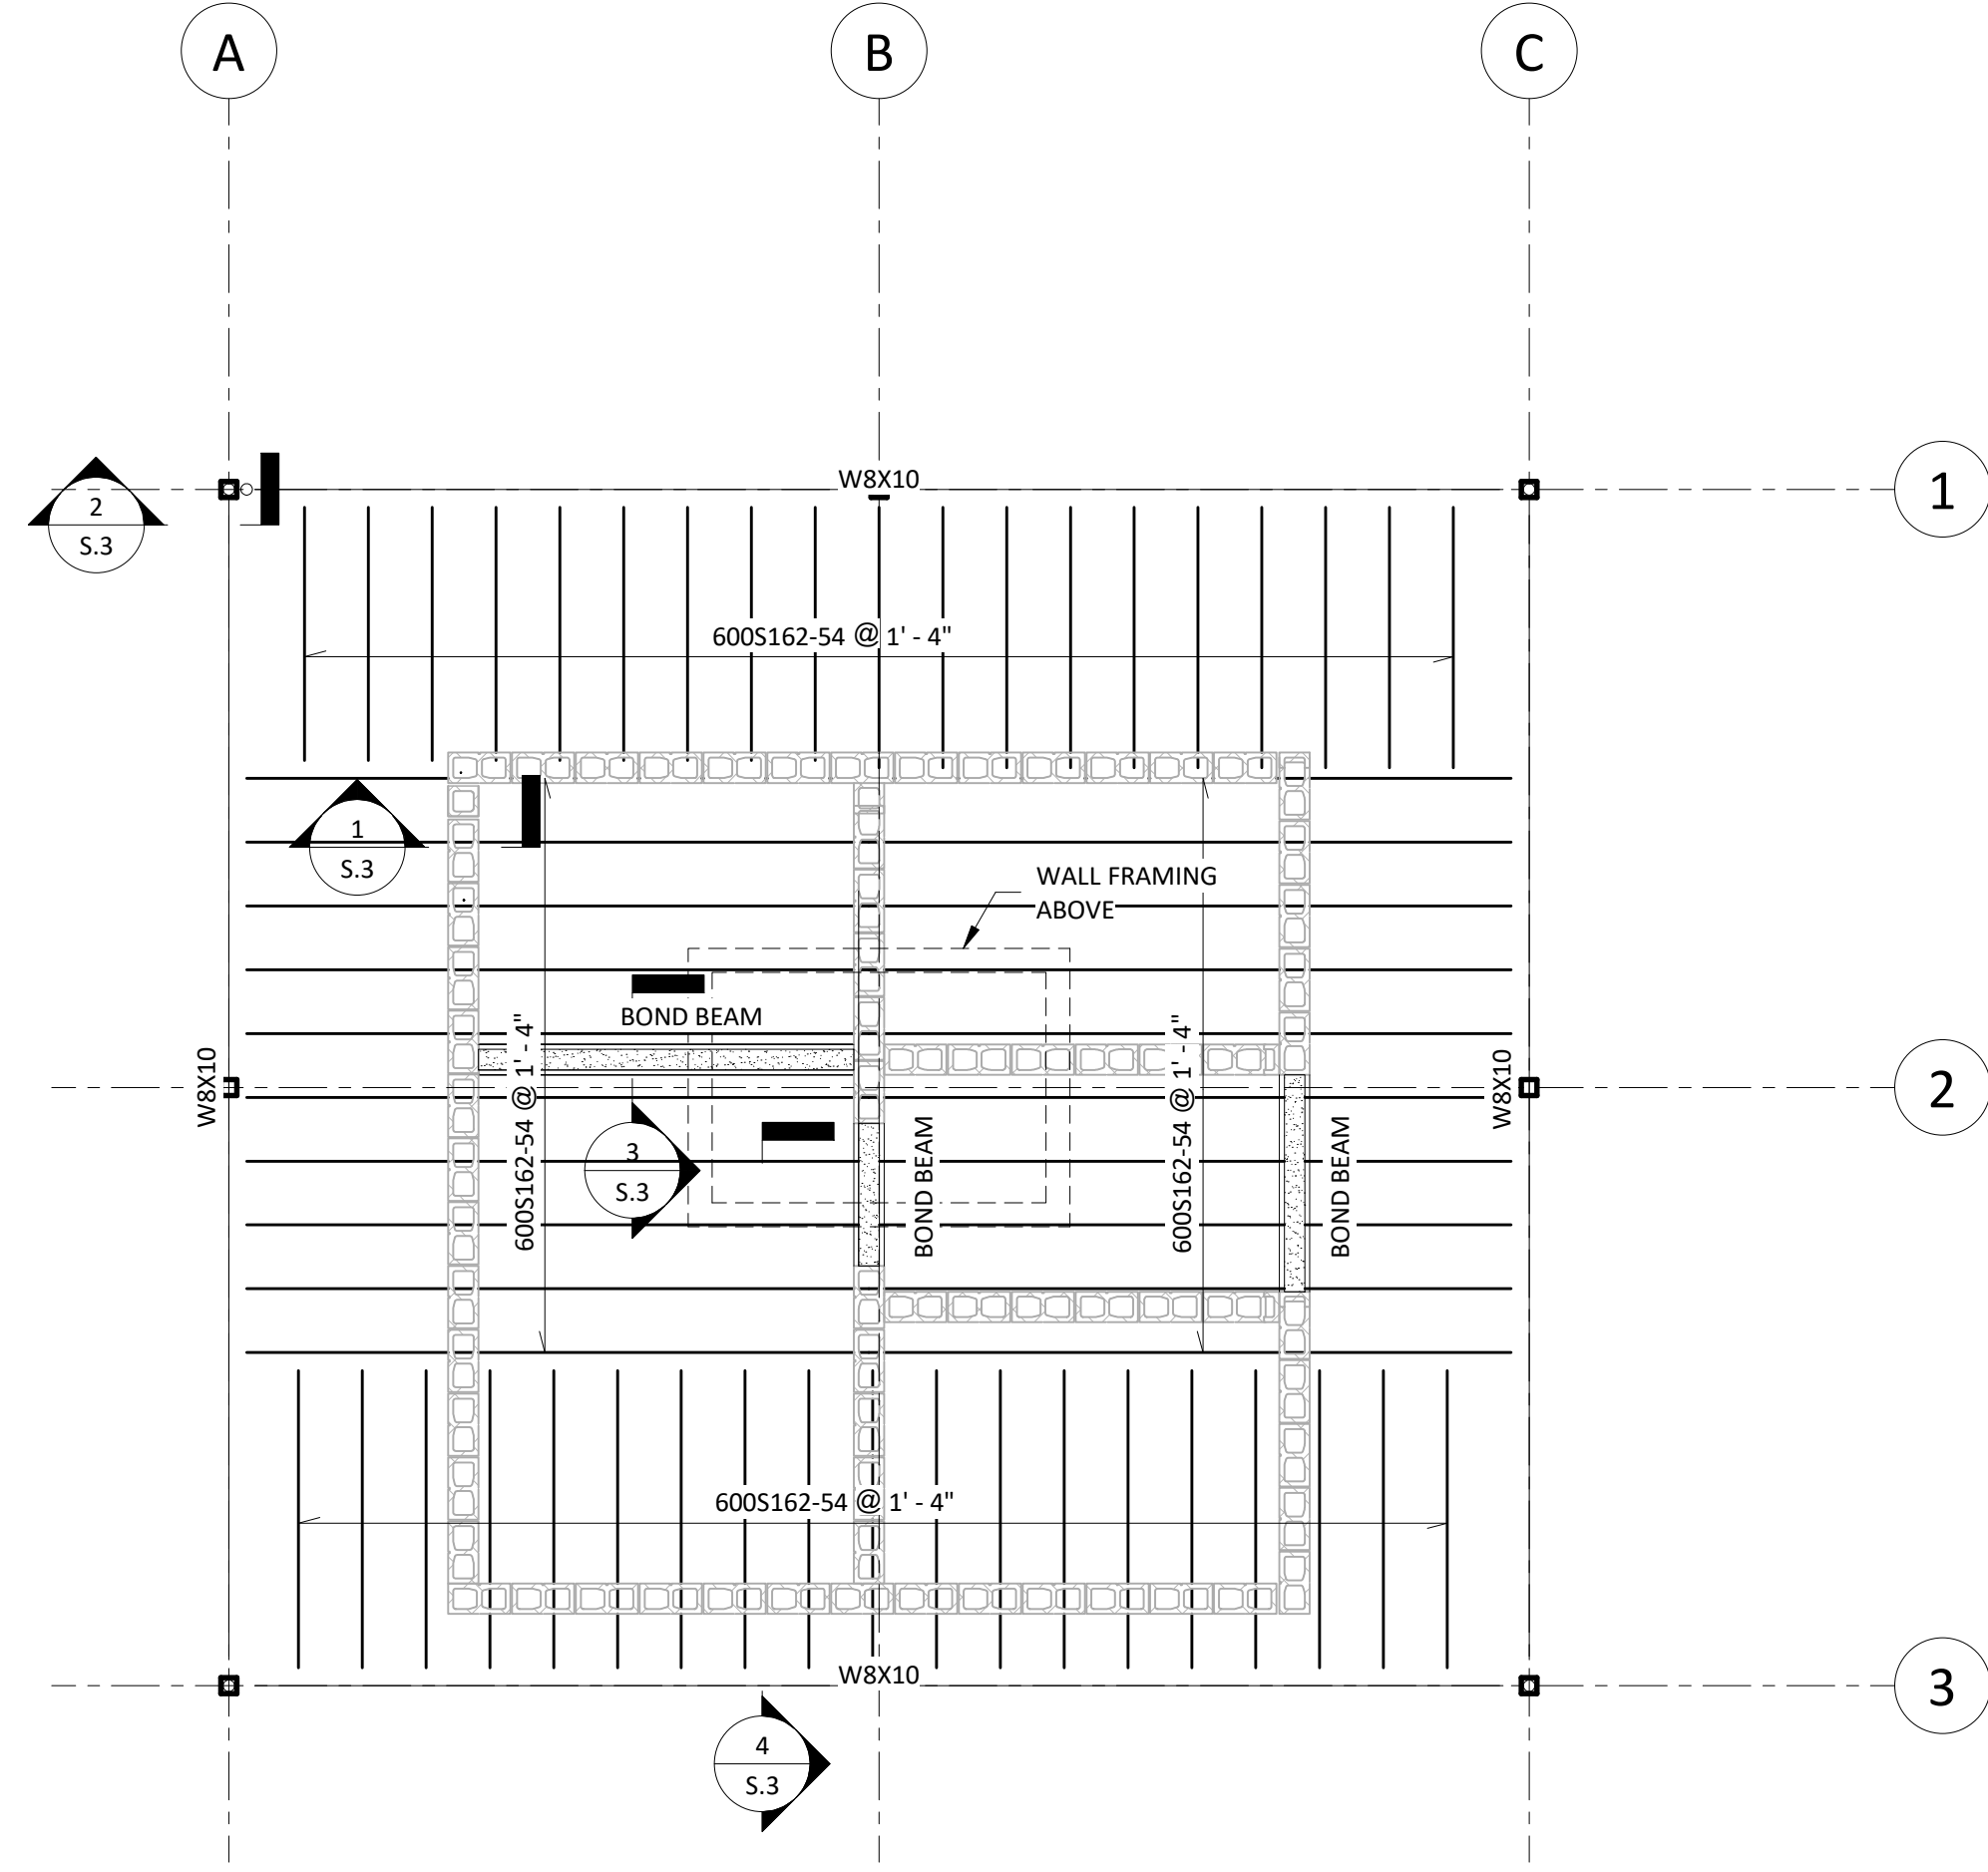 A
B
C
W8X10
1
2
S.3
600S162-54 @ 1' - 4"
1
S.3
WALL FRAMING
ABOVE
BOND BEAM
600S162-54 @ 1' - 4"
600S162-54 @ 1' - 4"
W8X10
W8X10
2
3
S.3
BOND BEAM
BOND BEAM
600S162-54 @ 1' - 4"
W8X10
3
4
S.3